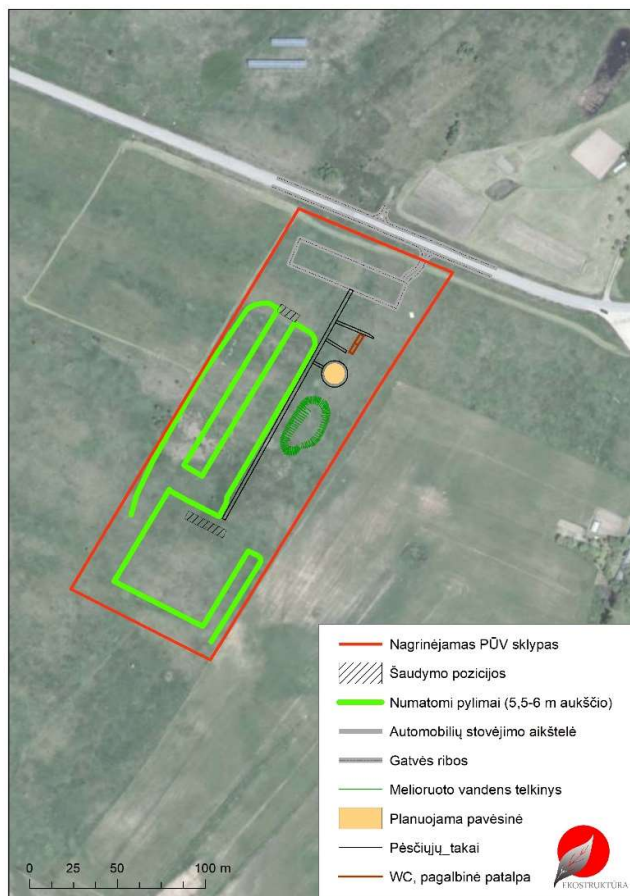 Nagrinėjamas PŪV sklypas
Šaudymo pozicijos
Numatomi pylimai (5,5-6 m aukščio)
Automobilių stovėjimo aikštelė
Gatvės ribos
Melioruoto vandens telkinys
Planuojama pavėsinė
Pėsčiųjų_takai
WC, pagalbinė patalpa
0 25 50 100 m
EKOSTRUKTŪRA